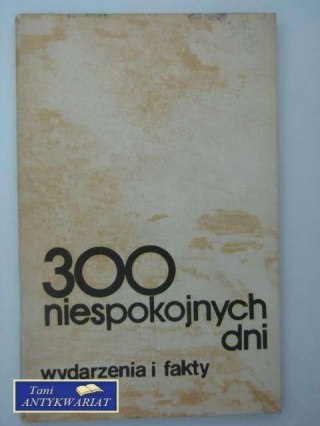 300
niespokojnych
dni
wydarzenia i fakty
Tani
ANTYKWARIAT